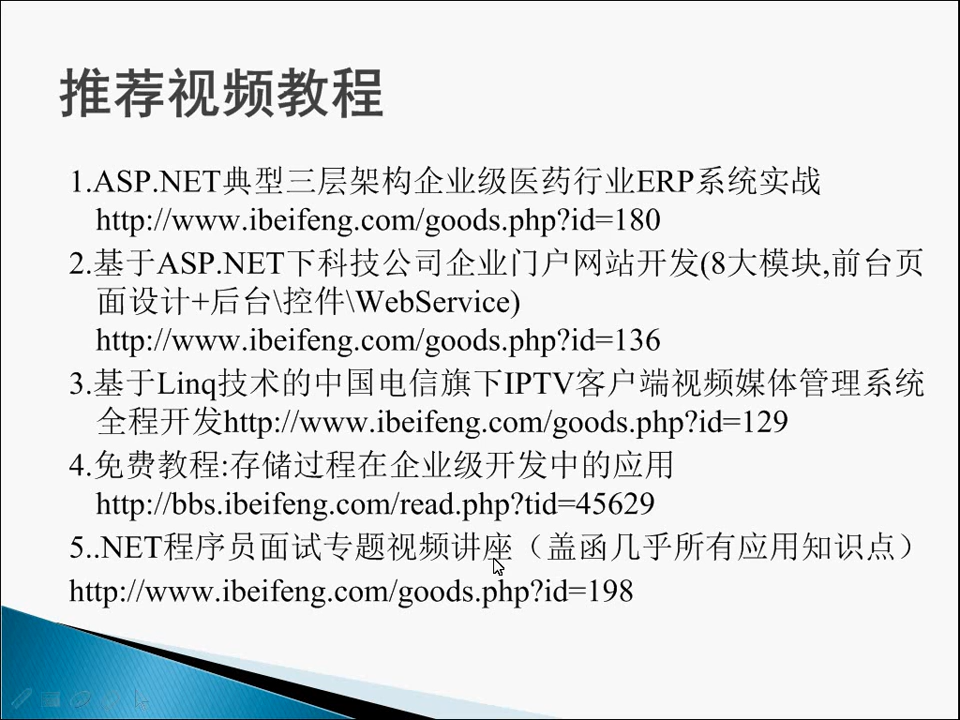 推荐视频教程
1.ASP.NET典型三层架构企业级医药行业ERP系统实战
http://www.ibeifeng.com/goods.php?id=180
2.基于ASP.NET下科技公司企业门户网站开发(8大模块,前台页
面设计+后台\控件\WebService)
http://www.ibeifeng.com/goods.php?id=136
3.基于Linq技术的中国电信旗下IPTV客户端视频媒体管理系统
全程开发http://www.ibeifeng.com/goods.php?id=129
4.免费教程:存储过程在企业级开发中的应用
http://bbs.ibeifeng.com/read.php?tid=45629
5..NET程序员面试专题视频讲座（盖函几乎所有应用知识点）
http://www.ibeifeng.com/goods.php?id=198